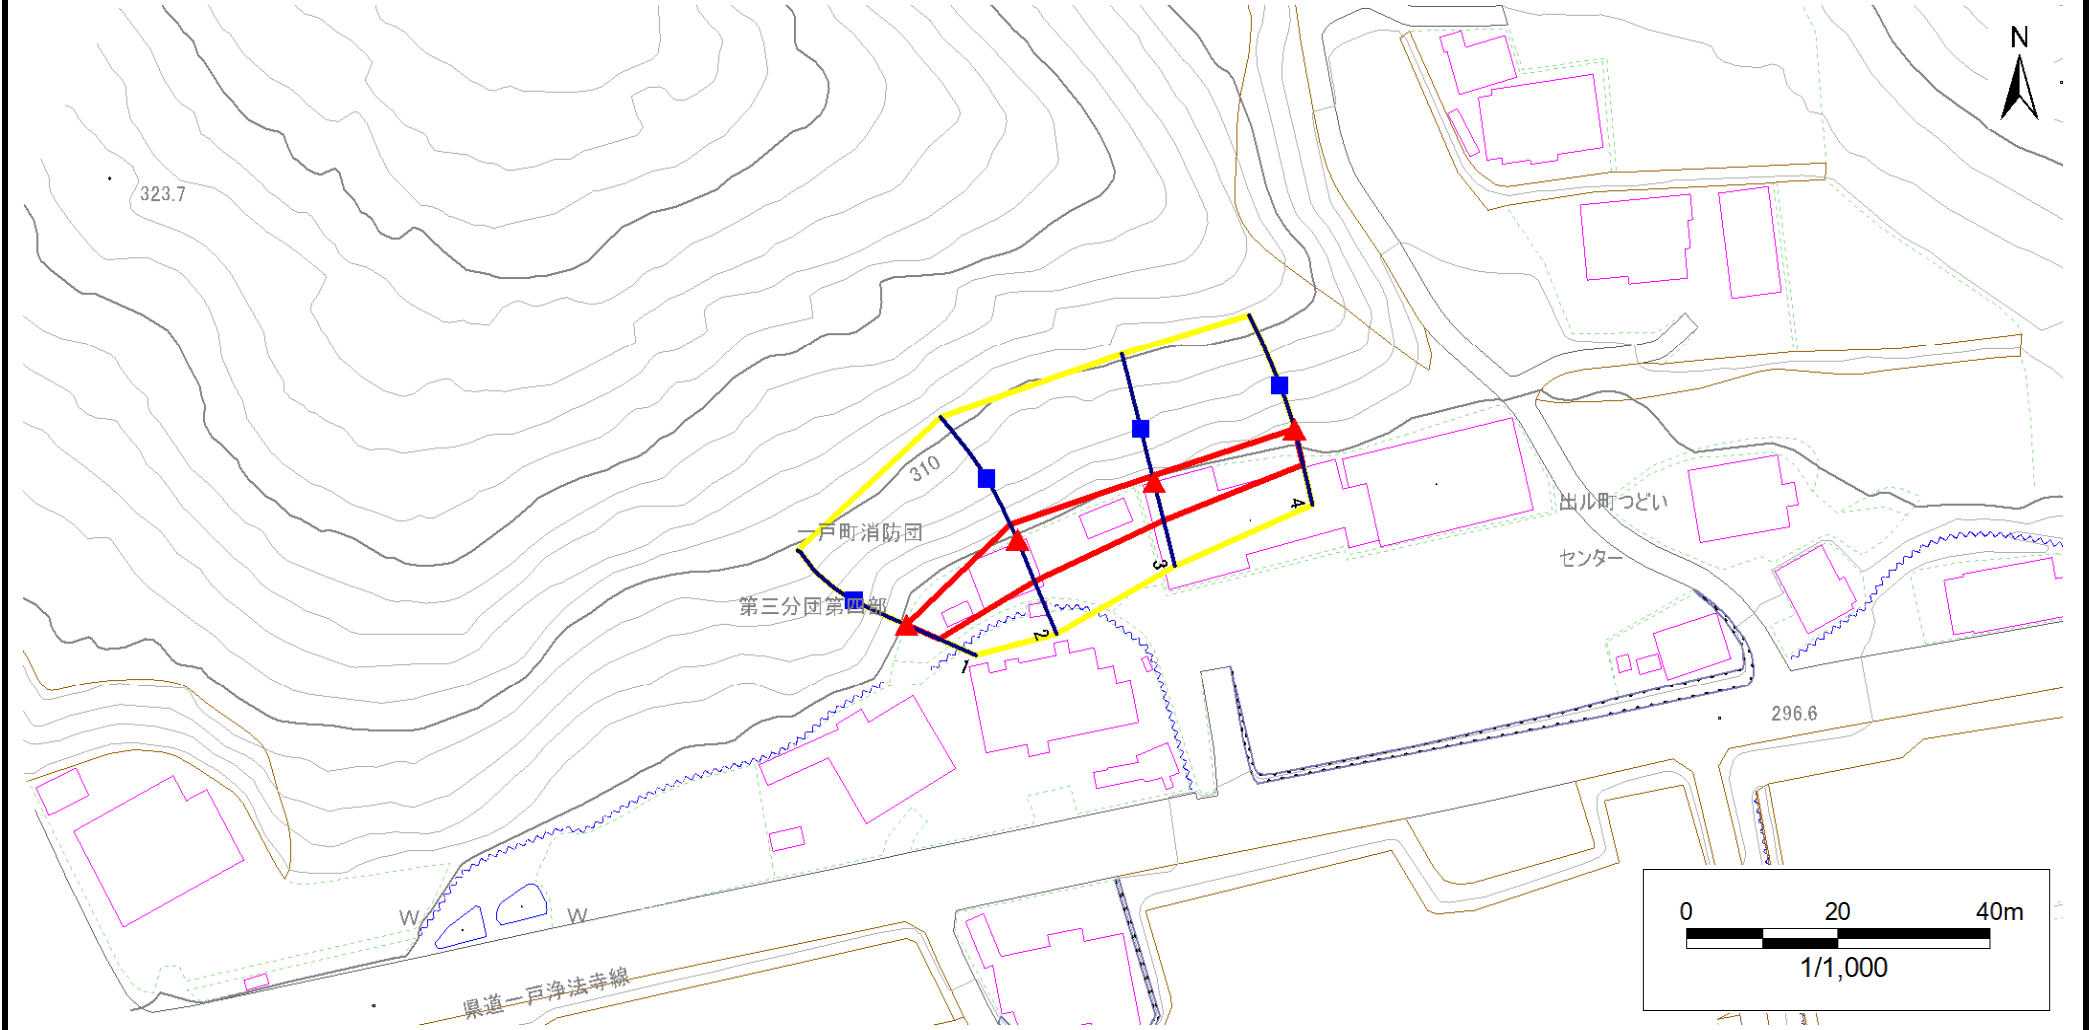 N
323.7
310
一戸町消防団
第三分団第四部
出ル町つどい
センター
4
3
2
1
296.6
W
W
県道一戸浄法寺線
0 20 40m
1/1,000